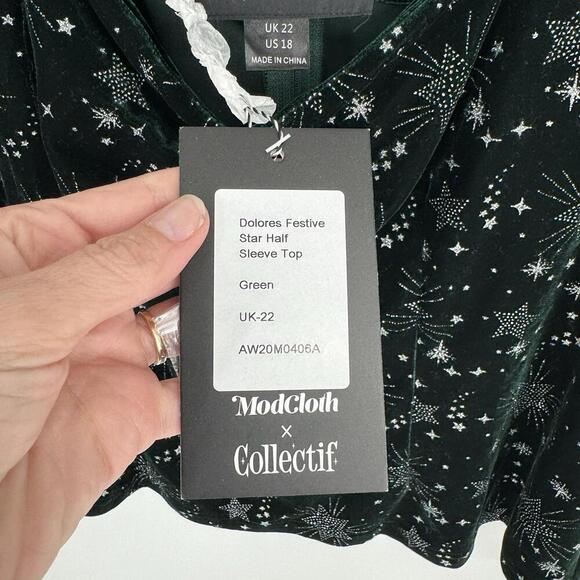 UK 22
US 18
MADE IN CHINA
Dolores Festive
Star Half
Sleeve Top
Green
UK-22
AW20M0406A
ModCloth
x
Collectif